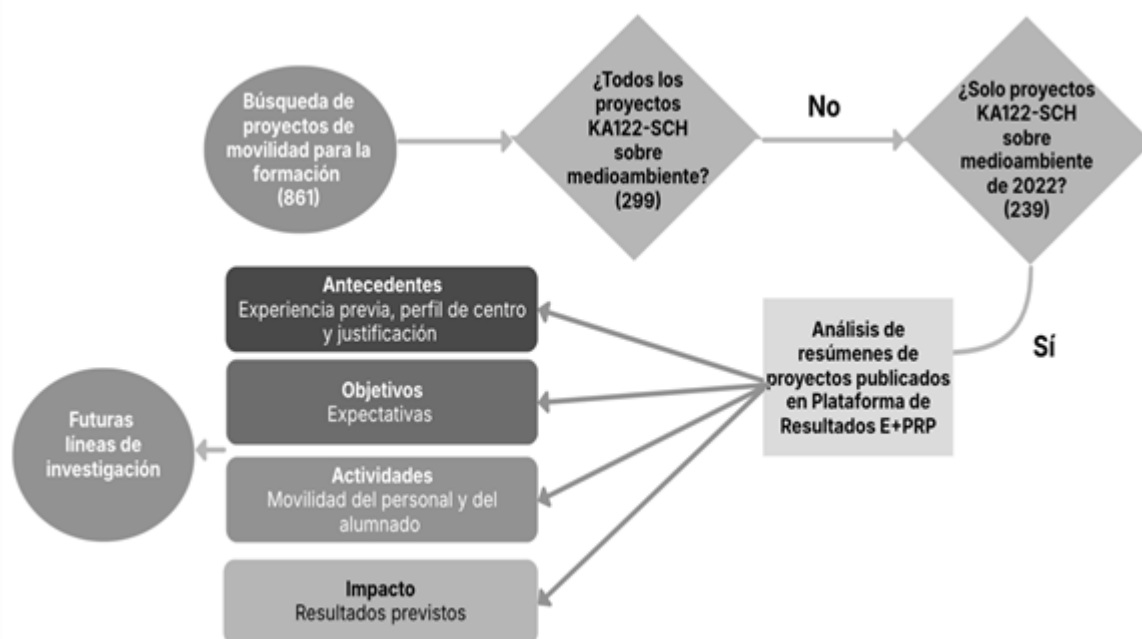 Búsqueda de
proyectos de
movilidad para la
formación
(861)
¿Todos los
proyectos
KA122-SCH
sobre
medioambiente?
(299)
No
¿Solo proyectos
KA122-SCH
sobre
medioambiente
de 2022?
(239)
Sí
Análisis de
resúmenes de
proyectos publicados
en Plataforma de
Resultados E+PRP
Antecedentes
Experiencia previa, perfil de centro
y justificación
Objetivos
Expectativas
Actividades
Movilidad del personal y del
alumnado
Impacto
Resultados previstos
Futuras
líneas de
investigación